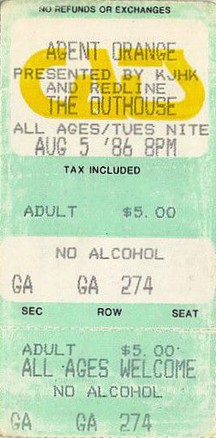 NO REFUNDS OR EXCHANGES
AGENT ORANGE
PRESENTED BY KJHK
AND REDLINE
THE OUTHOUSE
ALL AGES/TUES NITE
AUG 5 '86 8PM
TAX INCLUDED
ADULT $5.00
NO ALCOHOL
GA GA 274
SEC ROW SEAT
ADULT $5.00
ALL AGES WELCOME
NO ALCOHOL
GA GA 274